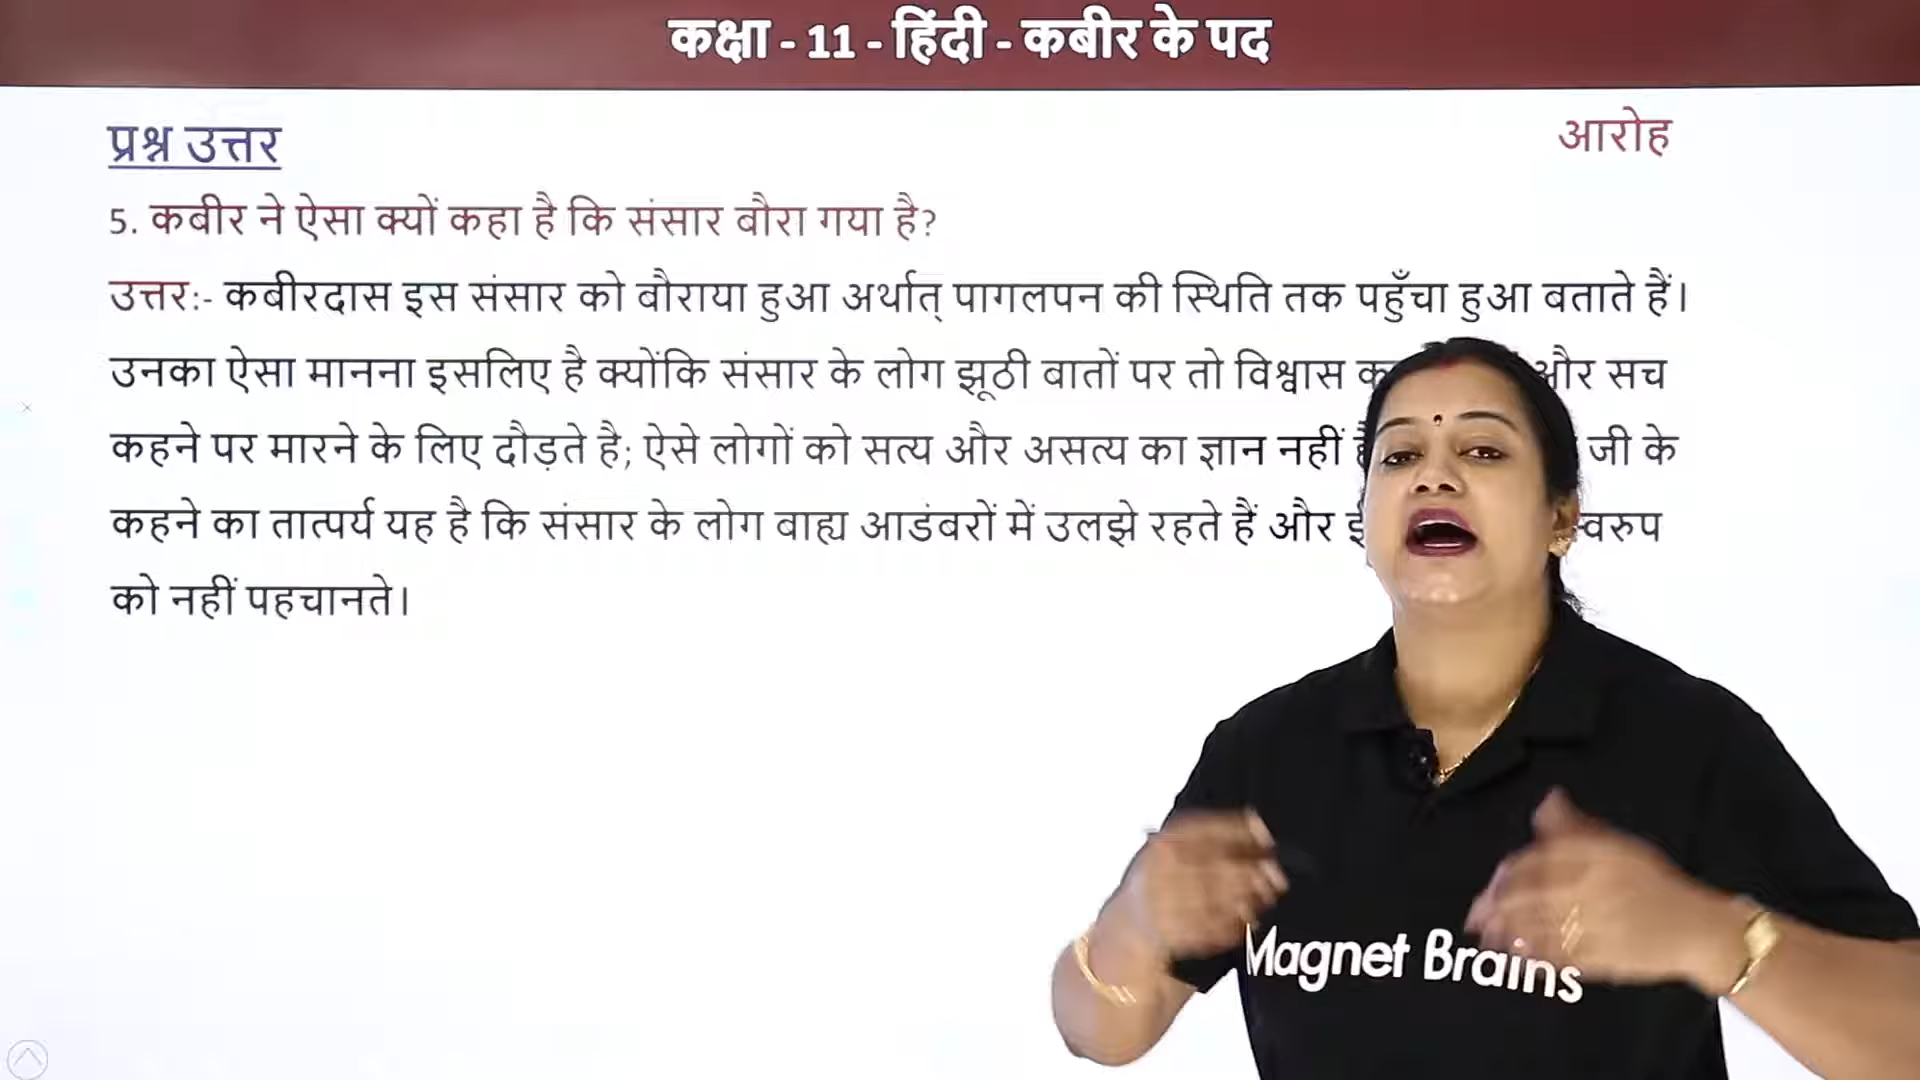 कक्षा - 11 - हिंदी - कबीर के पद
प्रश्न उत्तर
आरोह
5. कबीर ने ऐसा क्यों कहा है कि संसार बौरा गया है?
उत्तर:- कबीरदास इस संसार को बौराया हुआ अर्थात् पागलपन की स्थिति तक पहुँचा हुआ बताते हैं।
उनका ऐसा मानना इसलिए है क्योंकि संसार के लोग झूठी बातों पर तो विश्वास और सच
कहने पर मारने के लिए दौड़ते है; ऐसे लोगों को सत्य और असत्य का ज्ञान नहीं जी के
कहने का तात्पर्य यह है कि संसार के लोग बाह्य आडंबरों में उलझे रहते हैं और
को नहीं पहचानते।
Magnet Brains